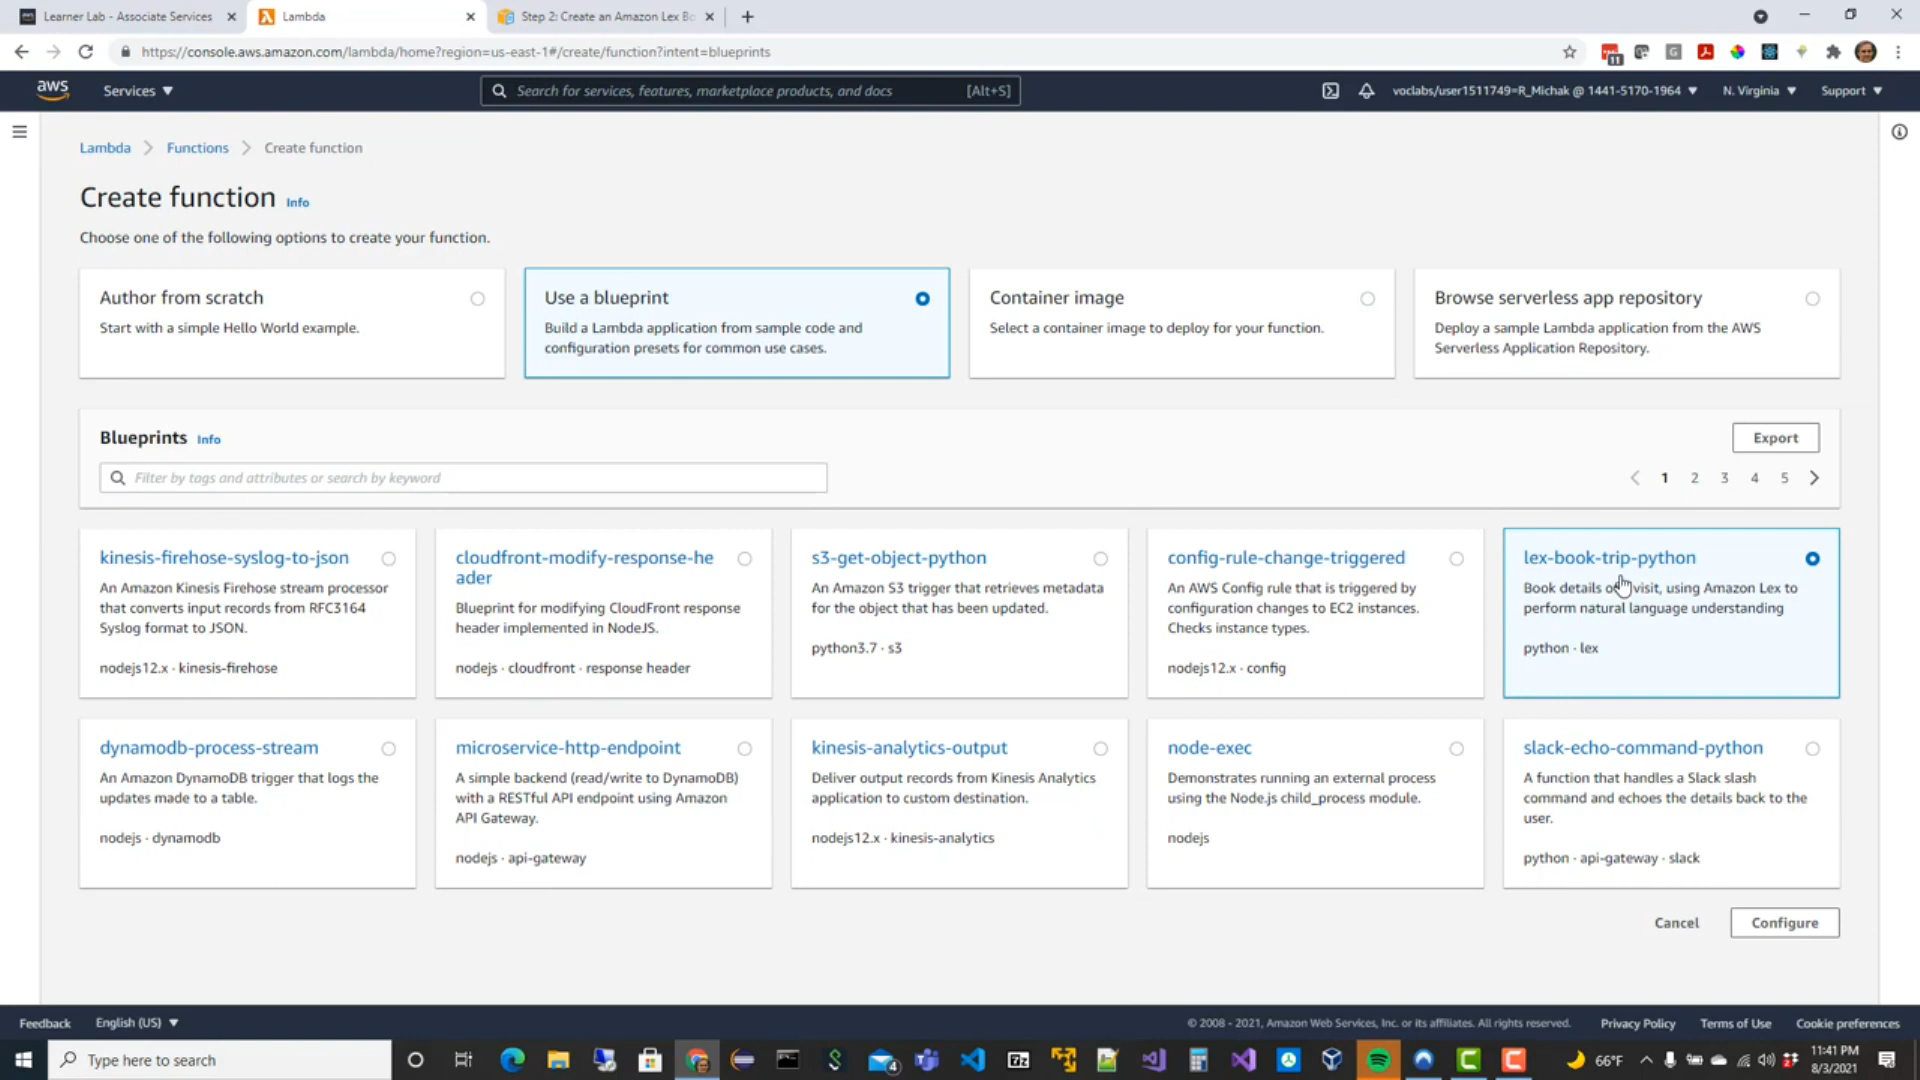 Learner Lab - Associate Services
Lambda
Step 2: Create an Amazon Lex Bo
https://console.aws.amazon.com/lambda/home?region=us-east-1#/create/function?intent=blueprints
11
aws
Services
Search for services, features, marketplace products, and docs
[Alt+S]
voclabs/user1511749=R_Michak @ 1441-5170-1964
N. Virginia
Support
Lambda
Functions
Create function
Create function Info
Choose one of the following options to create your function.
Author from scratch
Start with a simple Hello World example.
Use a blueprint
Build a Lambda application from sample code and
configuration presets for common use cases.
Container image
Select a container image to deploy for your function.
Browse serverless app repository
Deploy a sample Lambda application from the AWS
Serverless Application Repository.
Blueprints Info
Export
Filter by tags and attributes or search by keyword
1 2 3 4 5
kinesis-firehose-syslog-to-json
An Amazon Kinesis Firehose stream processor
that converts input records from RFC3164
Syslog format to JSON.
nodejs12.x · kinesis-firehose
cloudfront-modify-response-he
ader
Blueprint for modifying CloudFront response
header implemented in NodeJS.
nodejs · cloudfront · response header
s3-get-object-python
An Amazon S3 trigger that retrieves metadata
for the object that has been updated.
python3.7 · s3
config-rule-change-triggered
An AWS Config rule that is triggered by
configuration changes to EC2 instances.
Checks instance types.
nodejs12.x · config
lex-book-trip-python
Book details visit, using Amazon Lex to
perform natural language understanding
python · lex
dynamodb-process-stream
An Amazon DynamoDB trigger that logs the
updates made to a table.
nodejs · dynamodb
microservice-http-endpoint
A simple backend (read/write to DynamoDB)
with a RESTful API endpoint using Amazon
API Gateway.
nodejs · api-gateway
kinesis-analytics-output
Deliver output records from Kinesis Analytics
application to custom destination.
nodejs12.x · kinesis-analytics
node-exec
Demonstrates running an external process
using the Node.js child_process module.
nodejs
slack-echo-command-python
A function that handles a Slack slash
command and echoes the details back to the
user.
python · api-gateway · slack
Cancel
Configure
Feedback
English (US)
© 2008 - 2021, Amazon Web Services, Inc. or its affiliates. All rights reserved.
Privacy Policy
Terms of Use
Cookie preferences
Type here to search
4
7z
66°F
11:41 PM
8/3/2021